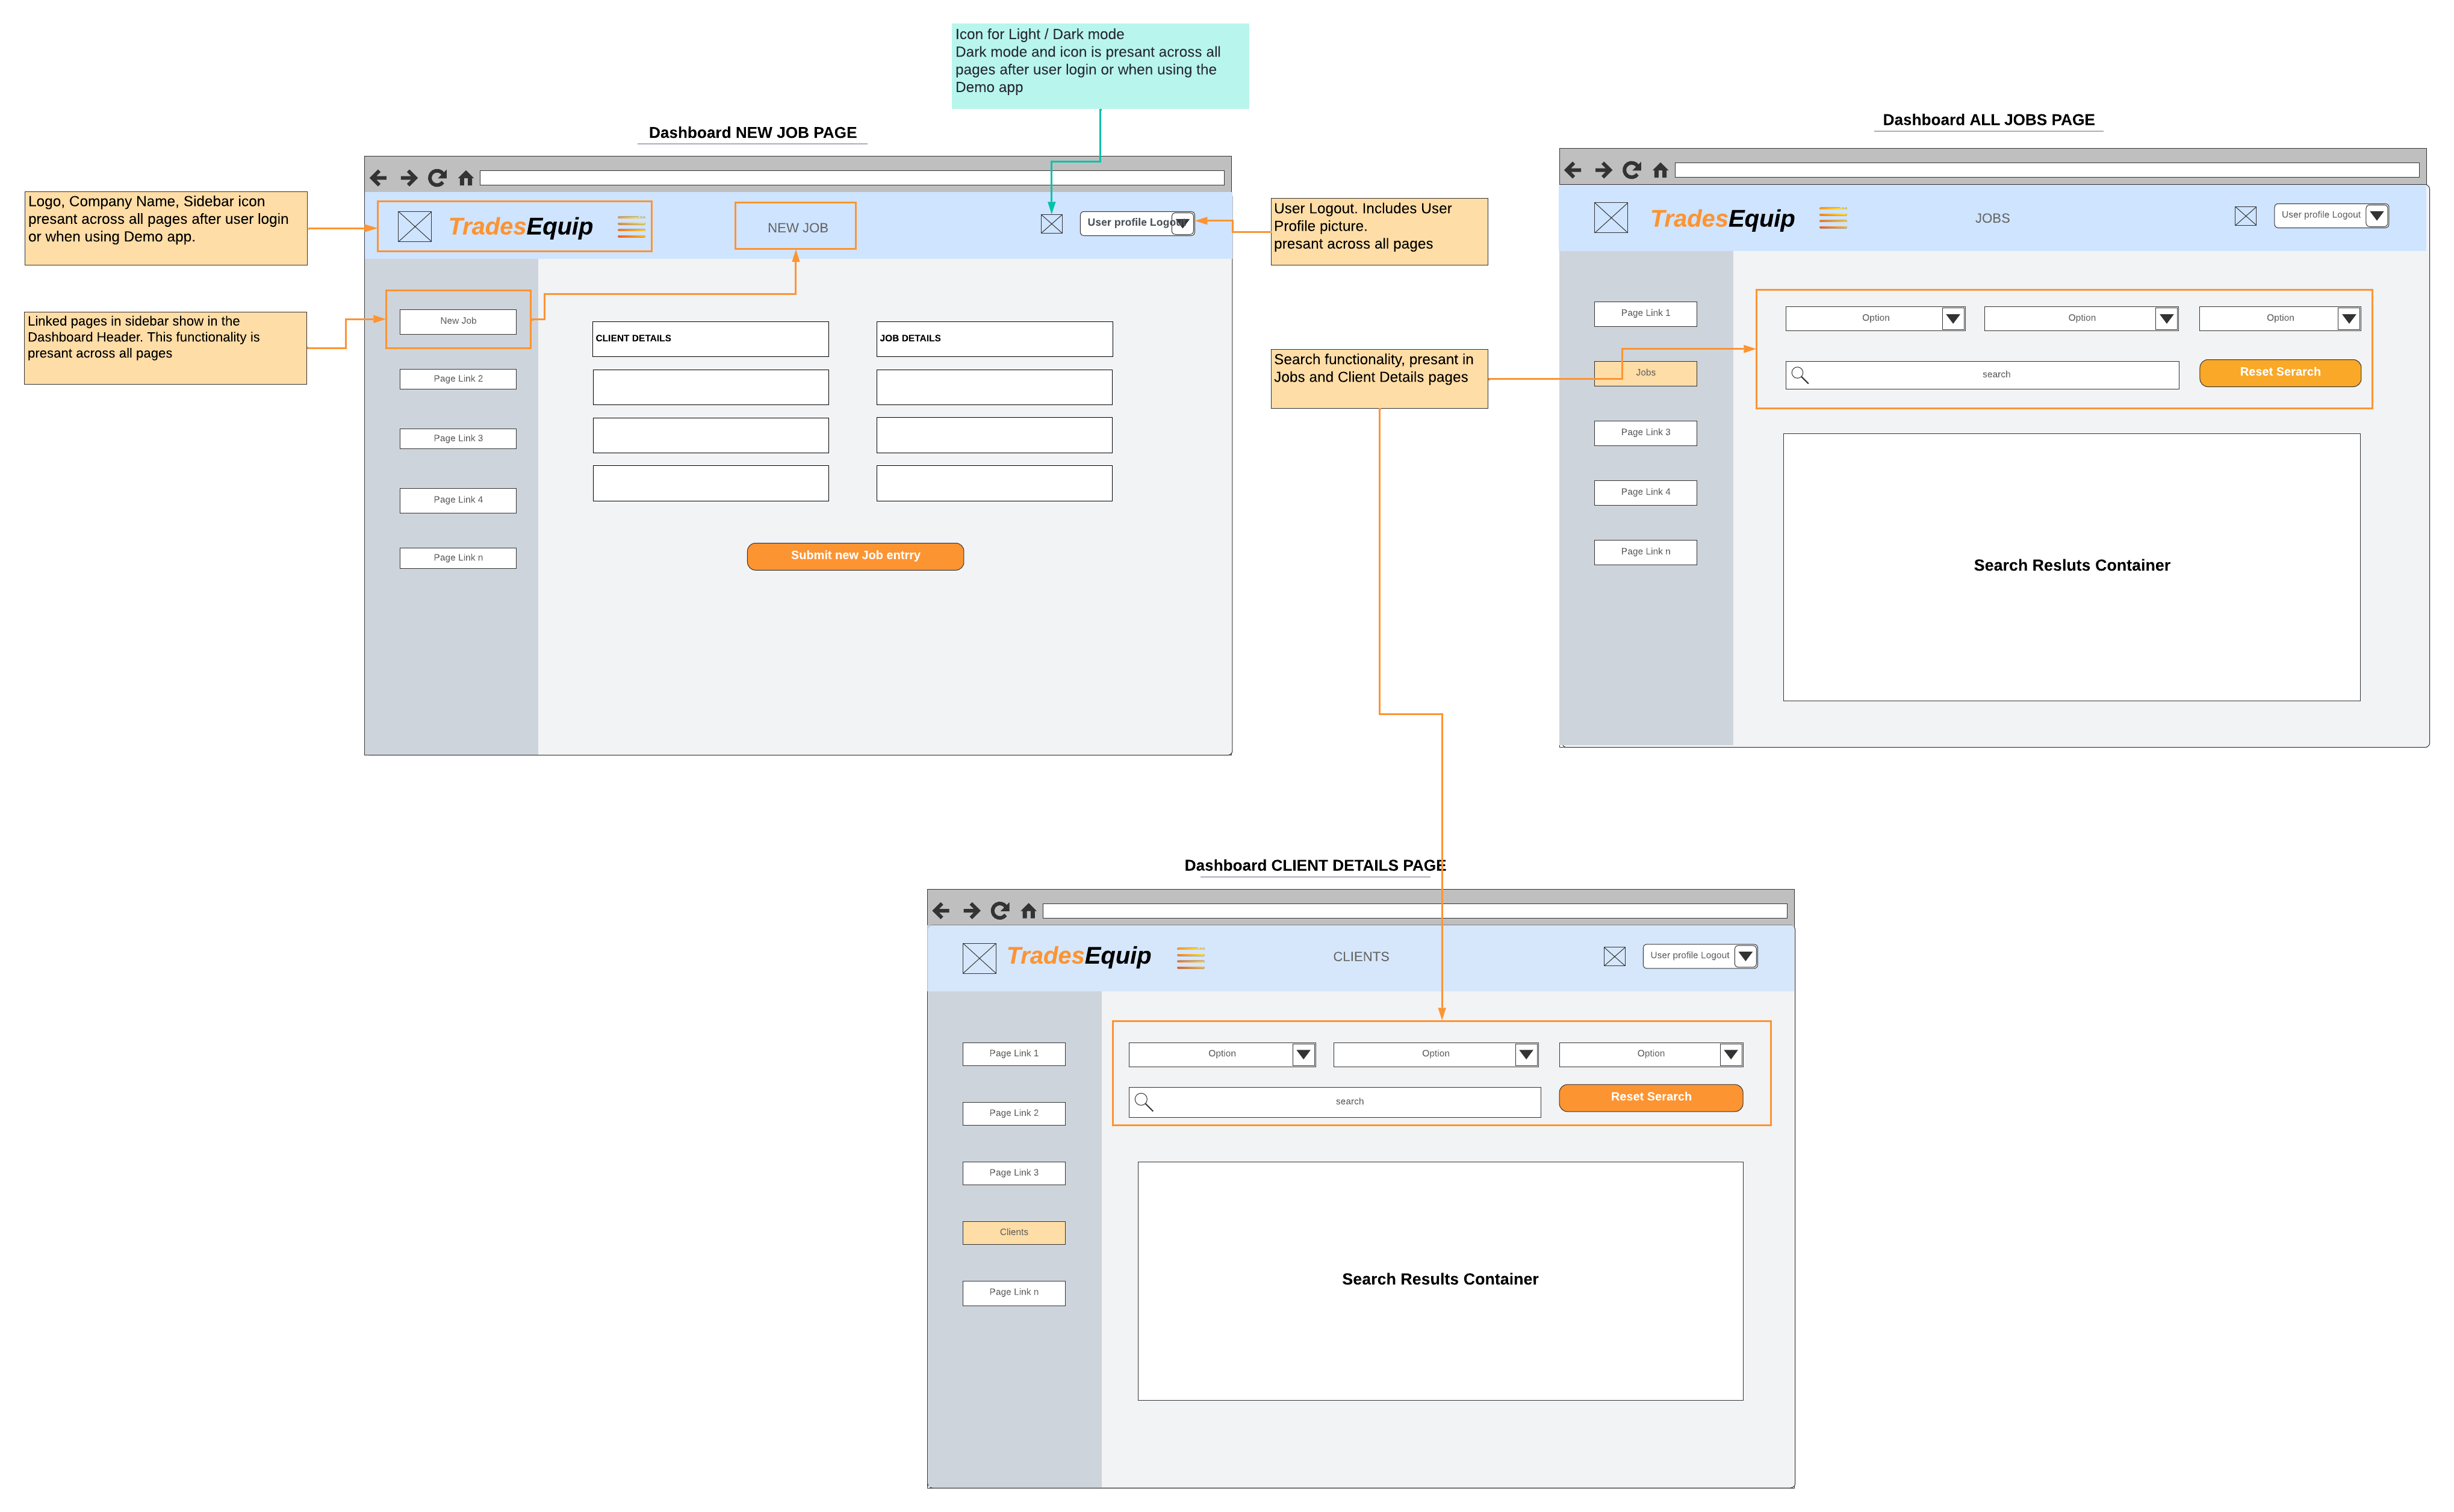 Icon for Light / Dark mode
Dark mode and icon is presant across all
pages after user login or when using the
Demo app
Dashboard NEW JOB PAGE
Logo, Company Name, Sidebar icon
presant across all pages after user login
or when using Demo app.
Linked pages in sidebar show in the
Dashboard Header. This functionality is
presant across all pages
TradesEquip
NEW JOB
User profile Logout
New Job
Page Link 2
Page Link 3
Page Link 4
Page Link n
CLIENT DETAILS
JOB DETAILS
Submit new Job entrry
User Logout. Includes User
Profile picture.
presant across all pages
Search functionality, presant in
Jobs and Client Details pages
Dashboard ALL JOBS PAGE
TradesEquip
JOBS
User profile Logout
Page Link 1
Jobs
Page Link 3
Page Link 4
Page Link n
Option
Option
Option
search
Reset Serarch
Search Resluts Container
Dashboard CLIENT DETAILS PAGE
TradesEquip
CLIENTS
User profile Logout
Page Link 1
Page Link 2
Page Link 3
Clients
Page Link n
Option
Option
Option
search
Reset Serarch
Search Results Container